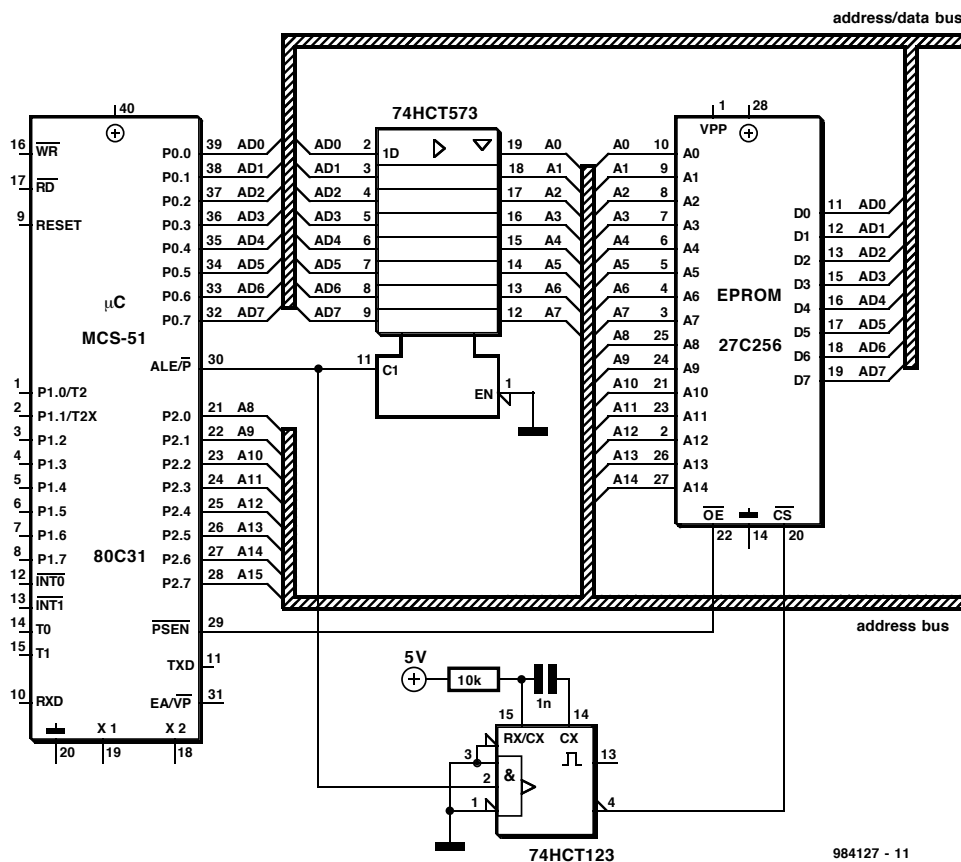 address/data bus
40
74HCT573
1 28
VPP
16 WR P0.0 39 AD0 AD0 2 1D 19 A0 A0 10 A0
17 RD P0.1 38 AD1 AD1 3 18 A1 A1 9 A1
9 RESET P0.2 37 AD2 AD2 4 17 A2 A2 8 A2
P0.3 36 AD3 AD3 5 16 A3 A3 7 A3 D0 11 AD0
P0.4 35 AD4 AD4 6 15 A4 A4 6 A4 D1 12 AD1
P0.5 34 AD5 AD5 7 14 A5 A5 5 A5 D2 13 AD2
P0.6 33 AD6 AD6 8 13 A6 A6 4 A6 D3 15 AD3
P0.7 32 AD7 AD7 9 12 A7 A7 3 A7 D4 16 AD4
μC
MCS-51
EPROM
27C256
A8 25 A8 D5 17 AD5
ALE/P 30 11 C1 A9 24 A9 D6 18 AD6
EN 1 A10 21 A10 D7 19 AD7
1 P1.0/T2 P2.0 21 A8 A11 23 A11
2 P1.1/T2X P2.1 22 A9 A12 2 A12
3 P1.2 P2.2 23 A10 A13 26 A13
4 P1.3 P2.3 24 A11 A14 27 A14
5 P1.4 P2.4 25 A12 OE CS
6 P1.5 P2.5 26 A13 22 14 20
7 P1.6 P2.6 27 A14
8 P1.7 80C31 P2.7 28 A15
12 INT0
13 INT1
14 T0 PSEN 29
address bus
15 T1
TXD 11
10 RXD EA/VP 31
X 1 X 2
20 19 18
5V 10k 1n
15 14
RX/CX CX
3 13
&
2
1 4
74HCT123
984127 - 11